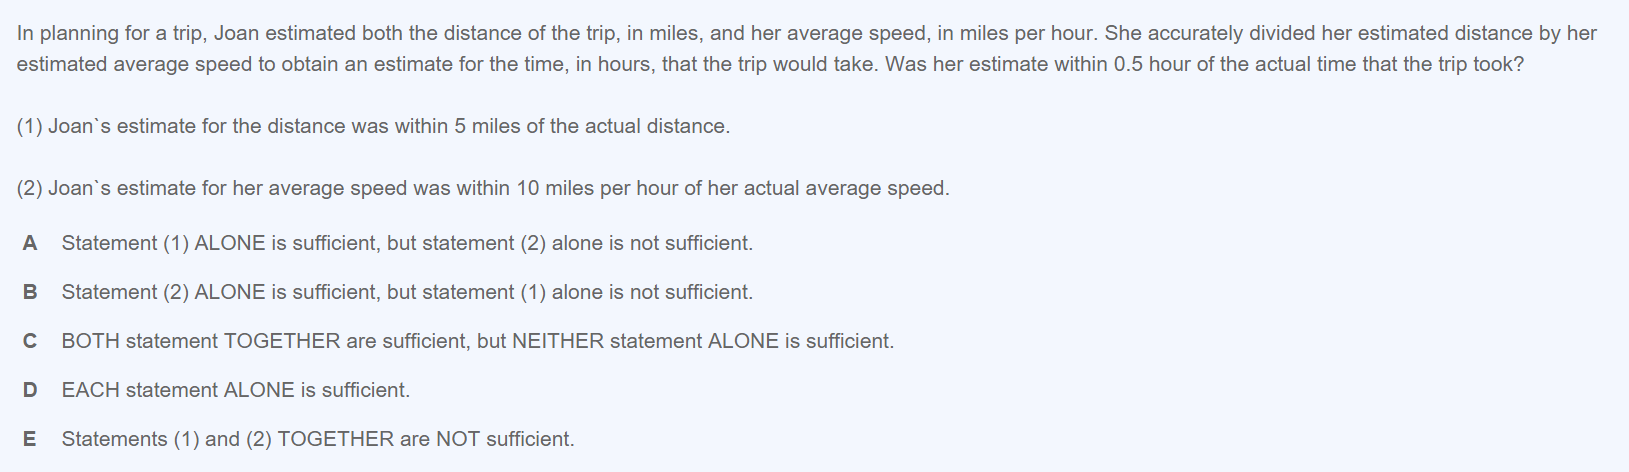 In planning for a trip, Joan estimated both the distance of the trip, in miles, and her average speed, in miles per hour. She accurately divided her estimated distance by her
estimated average speed to obtain an estimate for the time, in hours, that the trip would take. Was her estimate within 0.5 hour of the actual time that the trip took?
(1) Joan`s estimate for the distance was within 5 miles of the actual distance.
(2) Joan`s estimate for her average speed was within 10 miles per hour of her actual average speed.
A Statement (1) ALONE is sufficient, but statement (2) alone is not sufficient.
B Statement (2) ALONE is sufficient, but statement (1) alone is not sufficient.
C BOTH statement TOGETHER are sufficient, but NEITHER statement ALONE is sufficient.
D EACH statement ALONE is sufficient.
E Statements (1) and (2) TOGETHER are NOT sufficient.